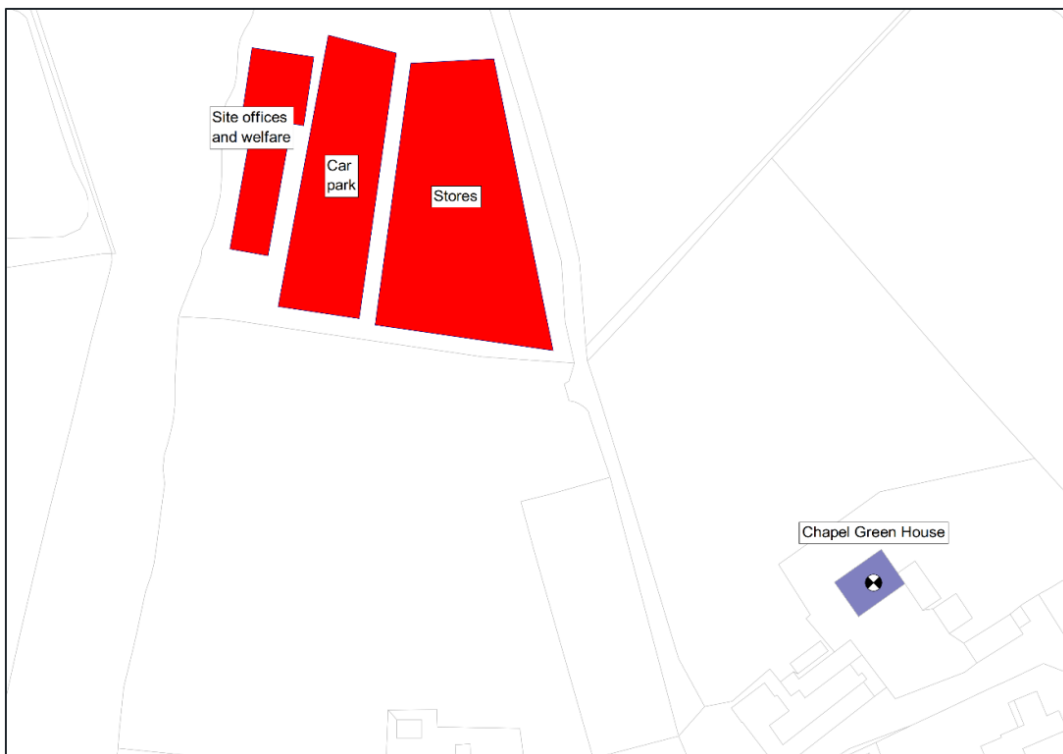 Site offices
and welfare
Car
park
Stores
Chapel Green House